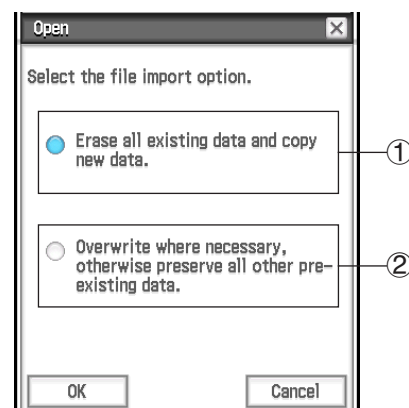 Open
Select the file import option.
Erase all existing data and copy
new data.
①
Overwrite where necessary,
otherwise preserve all other pre-
existing data.
②
OK
Cancel